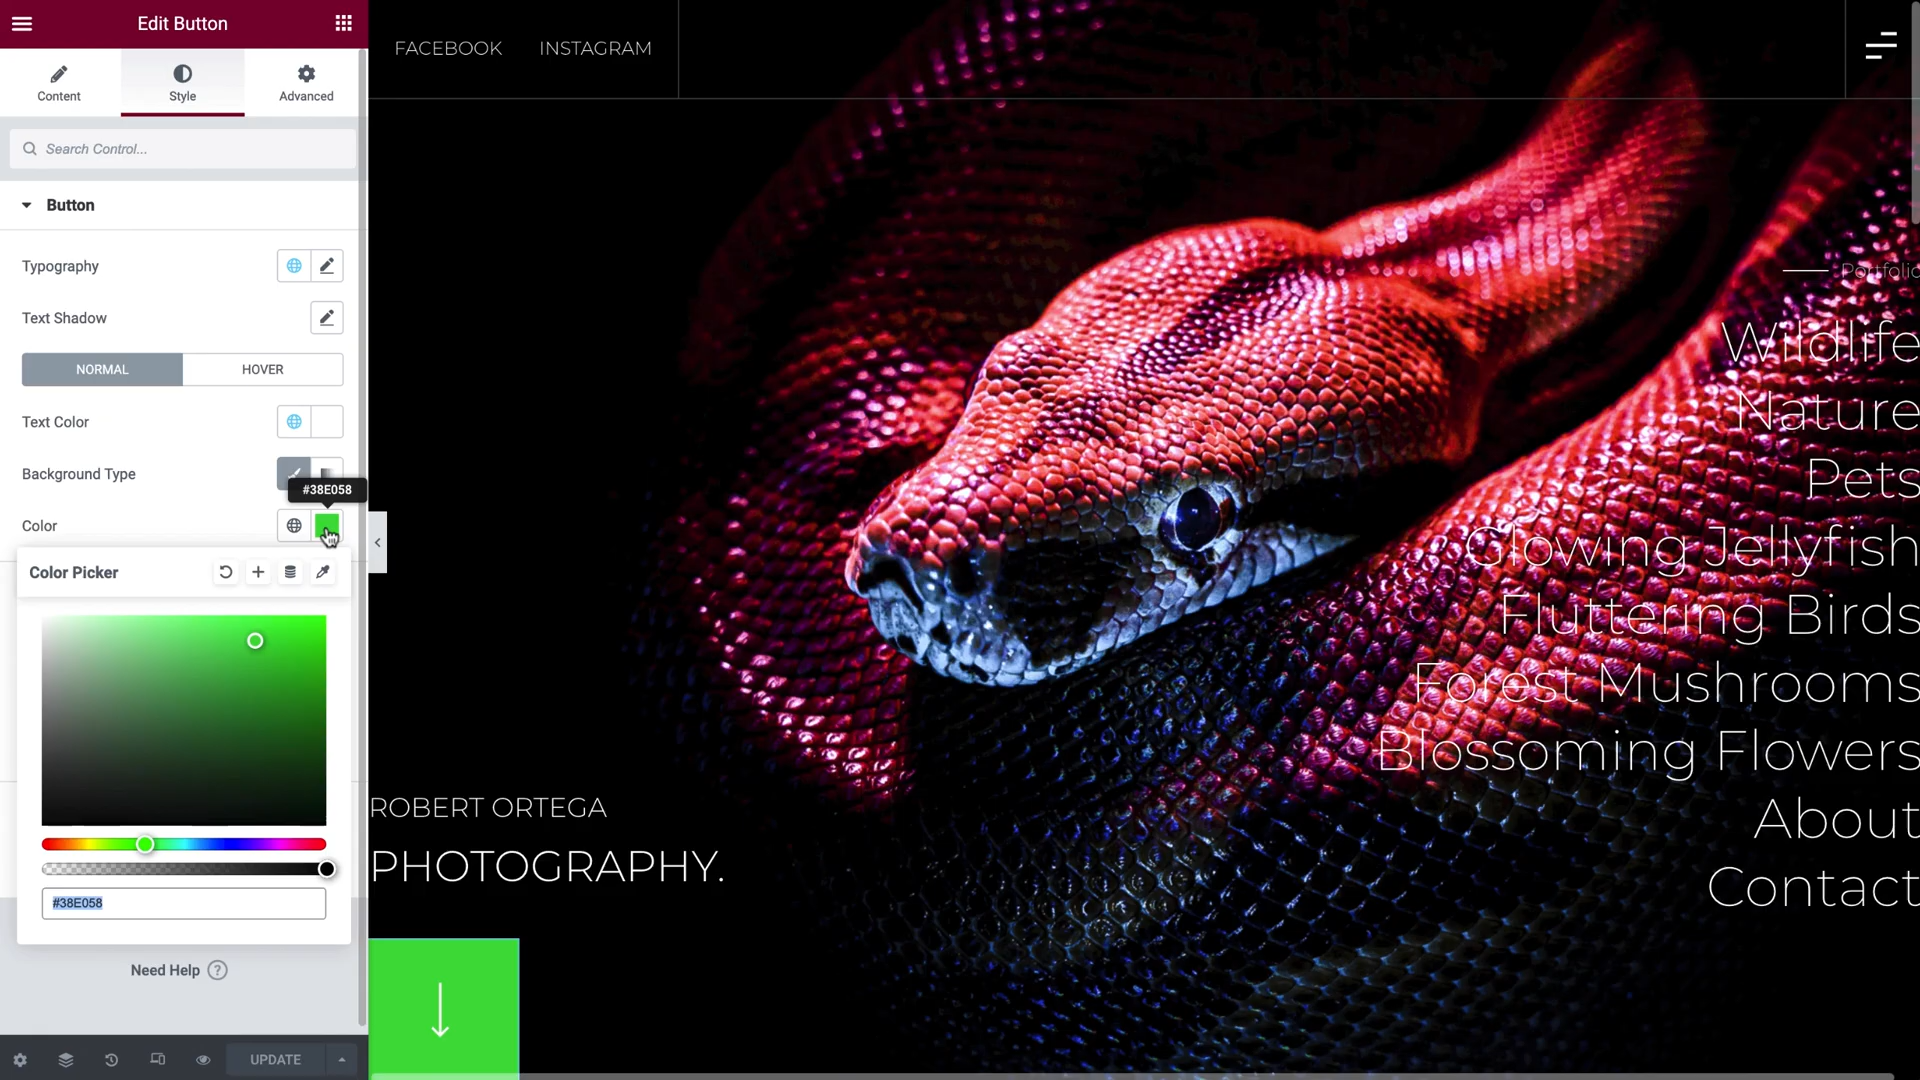 Edit Button
Content
Style
Advanced
Search Control...
Button
Typography
Text Shadow
NORMAL
HOVER
Text Color
Background Type
#38E058
Color
Color Picker
#38E058
Need Help ?
UPDATE
FACEBOOK
INSTAGRAM
Portfolio
Wildlife
Nature
Pets
Glowing Jellyfish
Fluttering Birds
Forest Mushrooms
Blossoming Flowers
About
Contact
ROBERT ORTEGA
PHOTOGRAPHY.